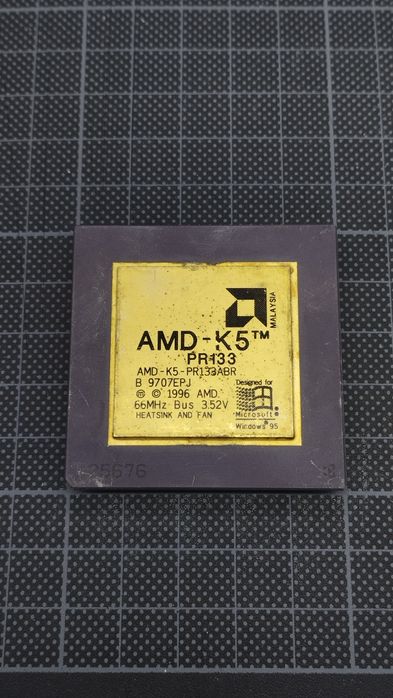 MALAYSIA
AMD-K5™
PR133
AMD-K5-PR133ABR
B 9707EPJ
ⓜ © 1996 AMD
66MHz Bus 3.52V
HEATSINK AND FAN
Designed for
Microsoft®
Windows®95